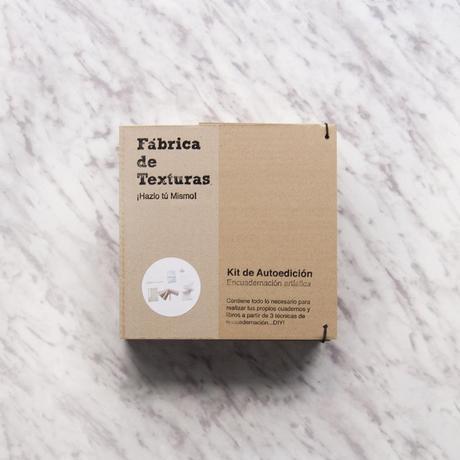 Fábrica
de
Texturas
¡Hazlo tú Mismo!
Kit de Autoedición
Encuadernación artística
Contiene todo lo necesario para
realizar tus propios cuadernos y
libros a partir de 3 técnicas de
encuadernación...DIY!